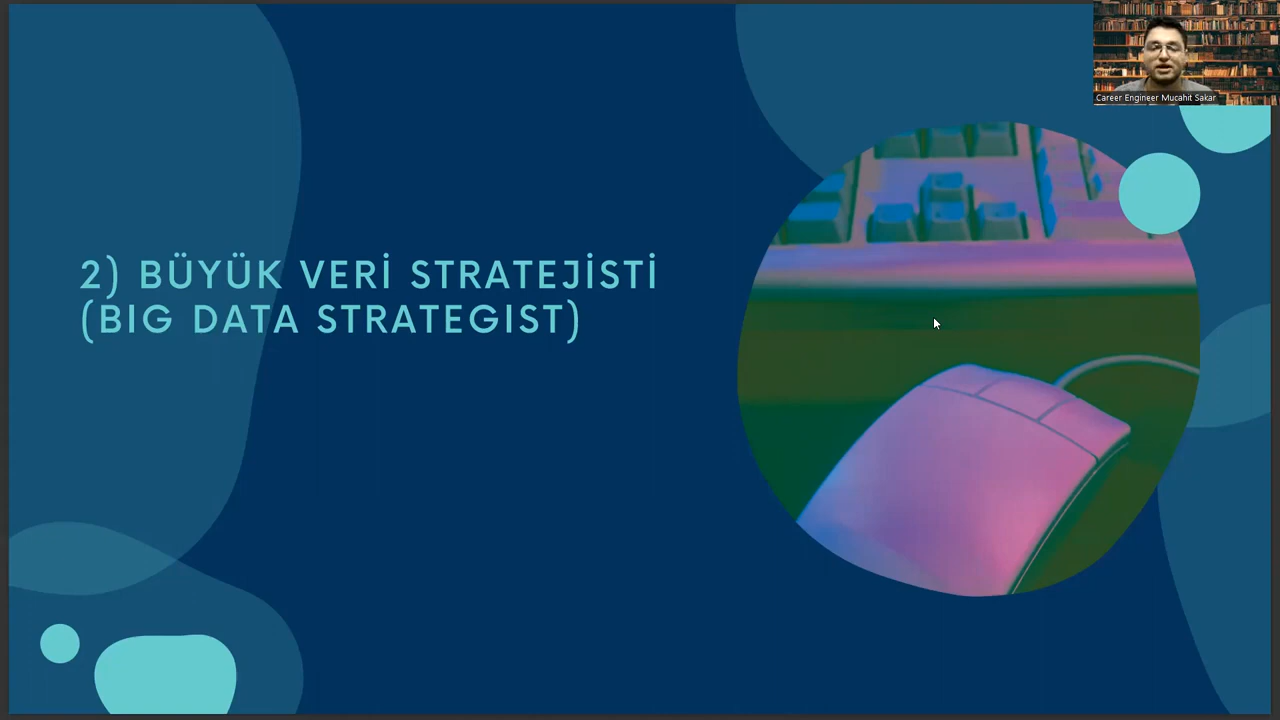 Career Engineer Mucahit Sakar
2) BÜYÜK VERİ STRATEJİSTİ
(BIG DATA STRATEGIST)